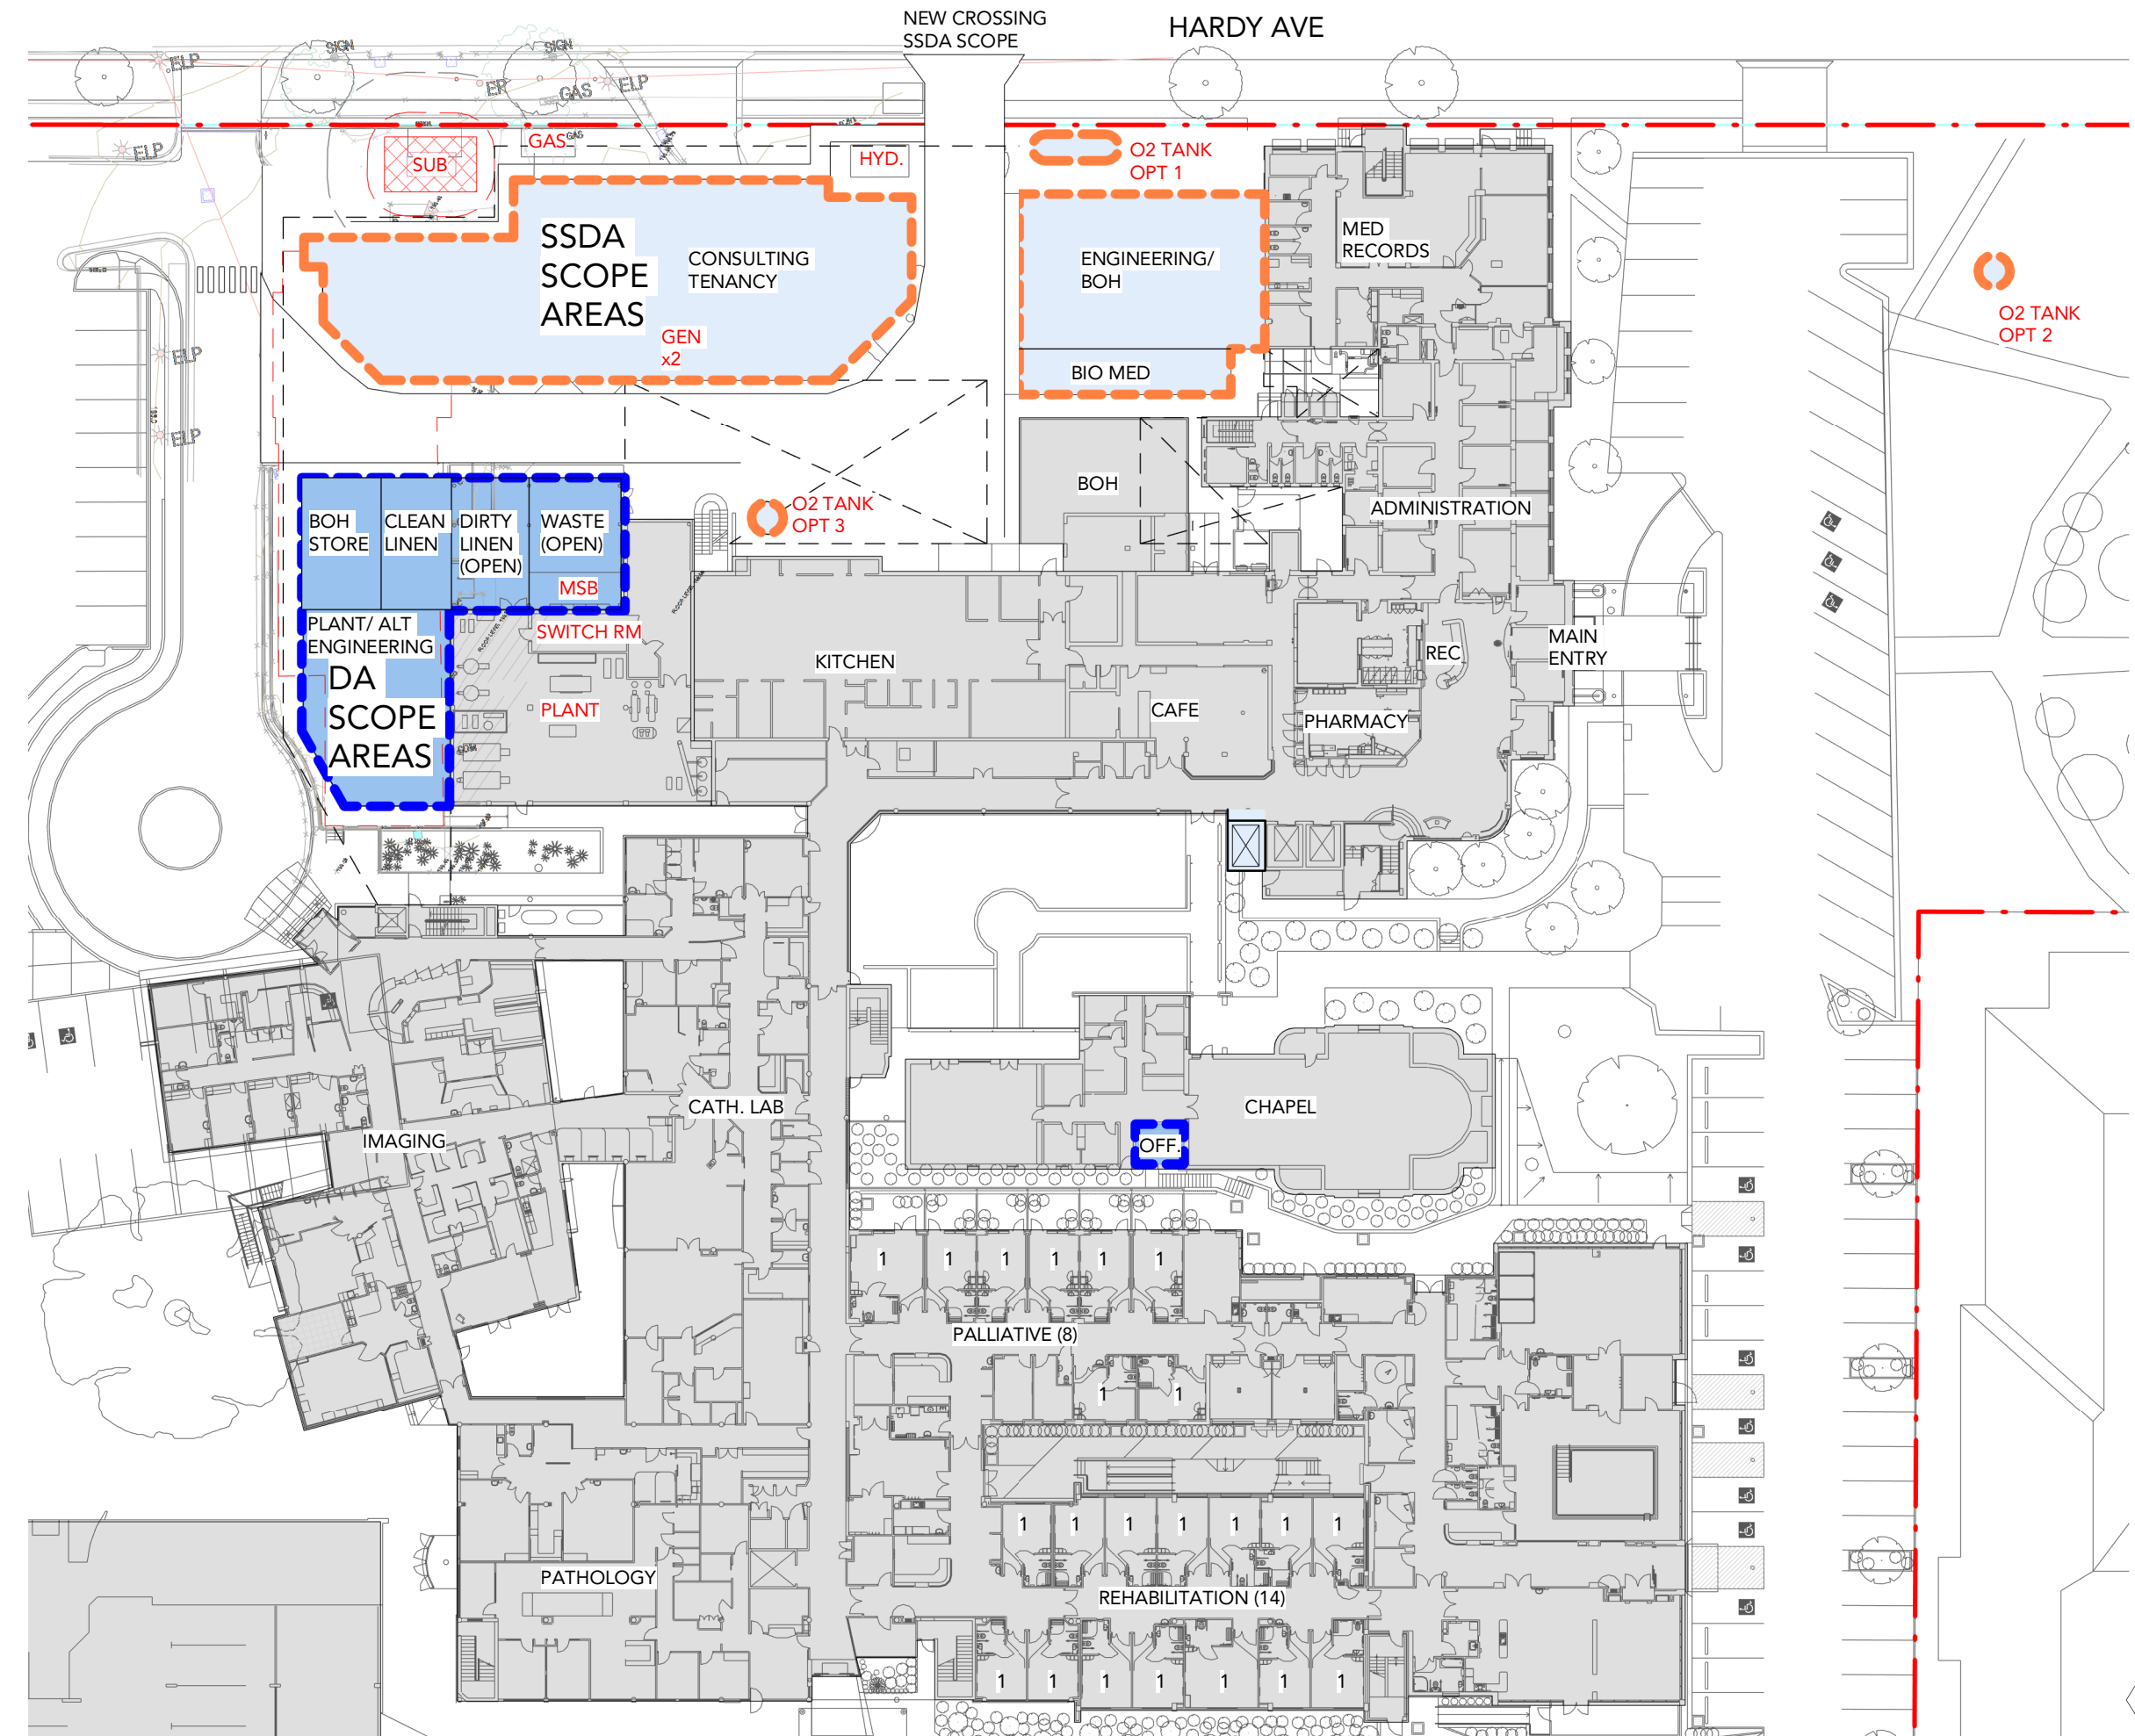 NEW CROSSING
SSDA SCOPE
HARDY AVE
SIGN
SIGN
ELP
ELP
ER
GAS
ELP
ELP
GAS
GAS
SUB
HYD.
O2 TANK
OPT 1
SSDA
SCOPE
AREAS
CONSULTING
TENANCY
GEN
x2
ENGINEERING/
BOH
BIO MED
MED
RECORDS
O2 TANK
OPT 2
ELP
ELP
BOH
STORE
CLEAN
LINEN
DIRTY
LINEN
(OPEN)
WASTE
(OPEN)
MSB
O2 TANK
OPT 3
BOH
ADMINISTRATION
PLANT/ ALT
ENGINEERING
SWITCH RM
DA
SCOPE
AREAS
PLANT
COM
KITCHEN
CAFE
REC
PHARMACY
MAIN
ENTRY
CATH. LAB
IMAGING
CHAPEL
OFF.
1
1
1
1
1
1
PALLIATIVE (8)
1
1
1
1
1
1
1
1
1
PATHOLOGY
REHABILITATION (14)
1
1
1
1
1
1
1